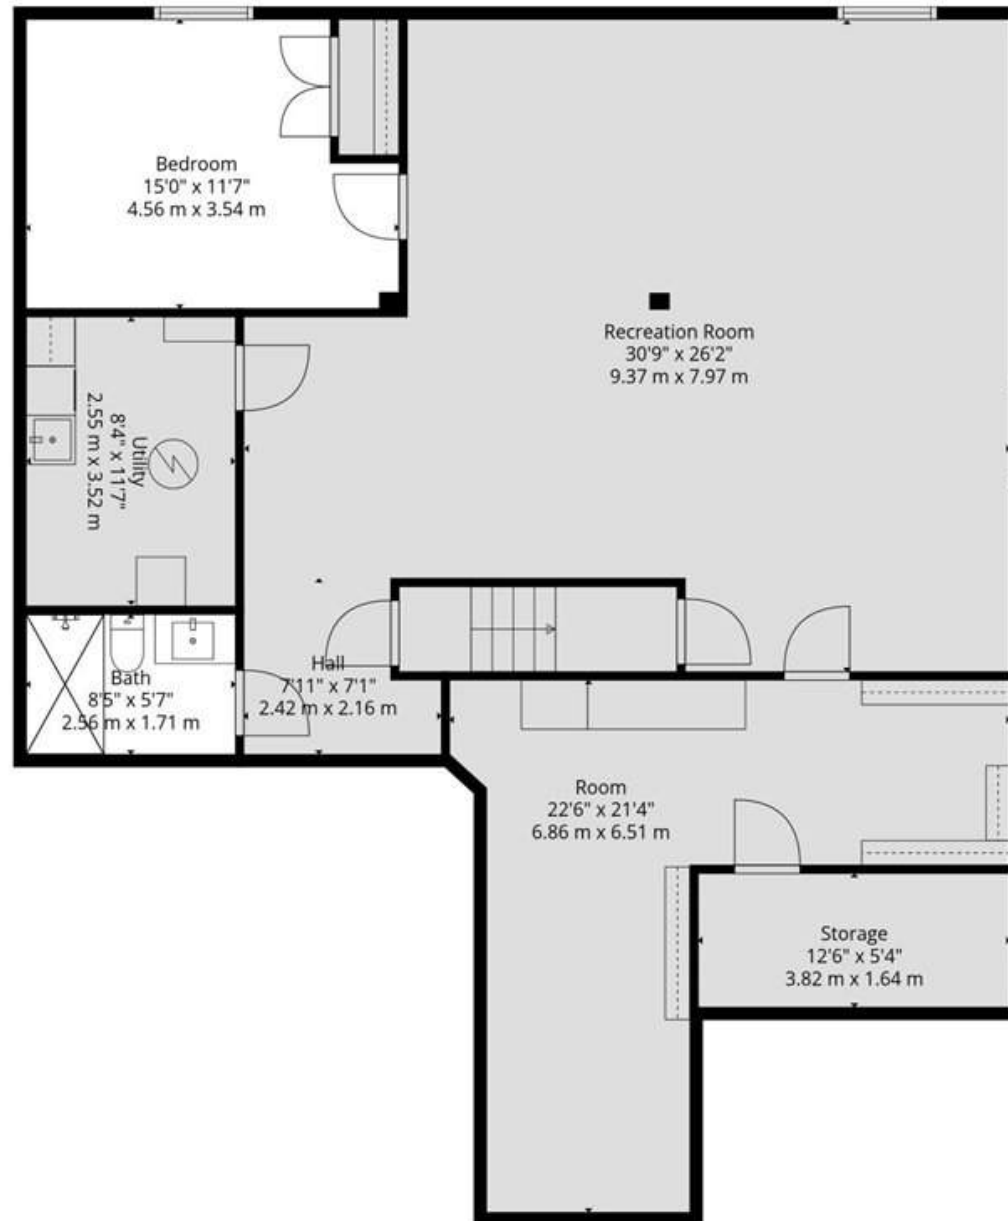 Bedroom
15'0" x 11'7"
4.56 m x 3.54 m
Recreation Room
30'9" x 26'2"
9.37 m x 7.97 m
Utility
8'4" x 11'7"
2.55 m x 3.52 m
Hall
7'11" x 7'1"
2.42 m x 2.16 m
Bath
8'5" x 5'7"
2.56 m x 1.71 m
Room
22'6" x 21'4"
6.86 m x 6.51 m
Storage
12'6" x 5'4"
3.82 m x 1.64 m